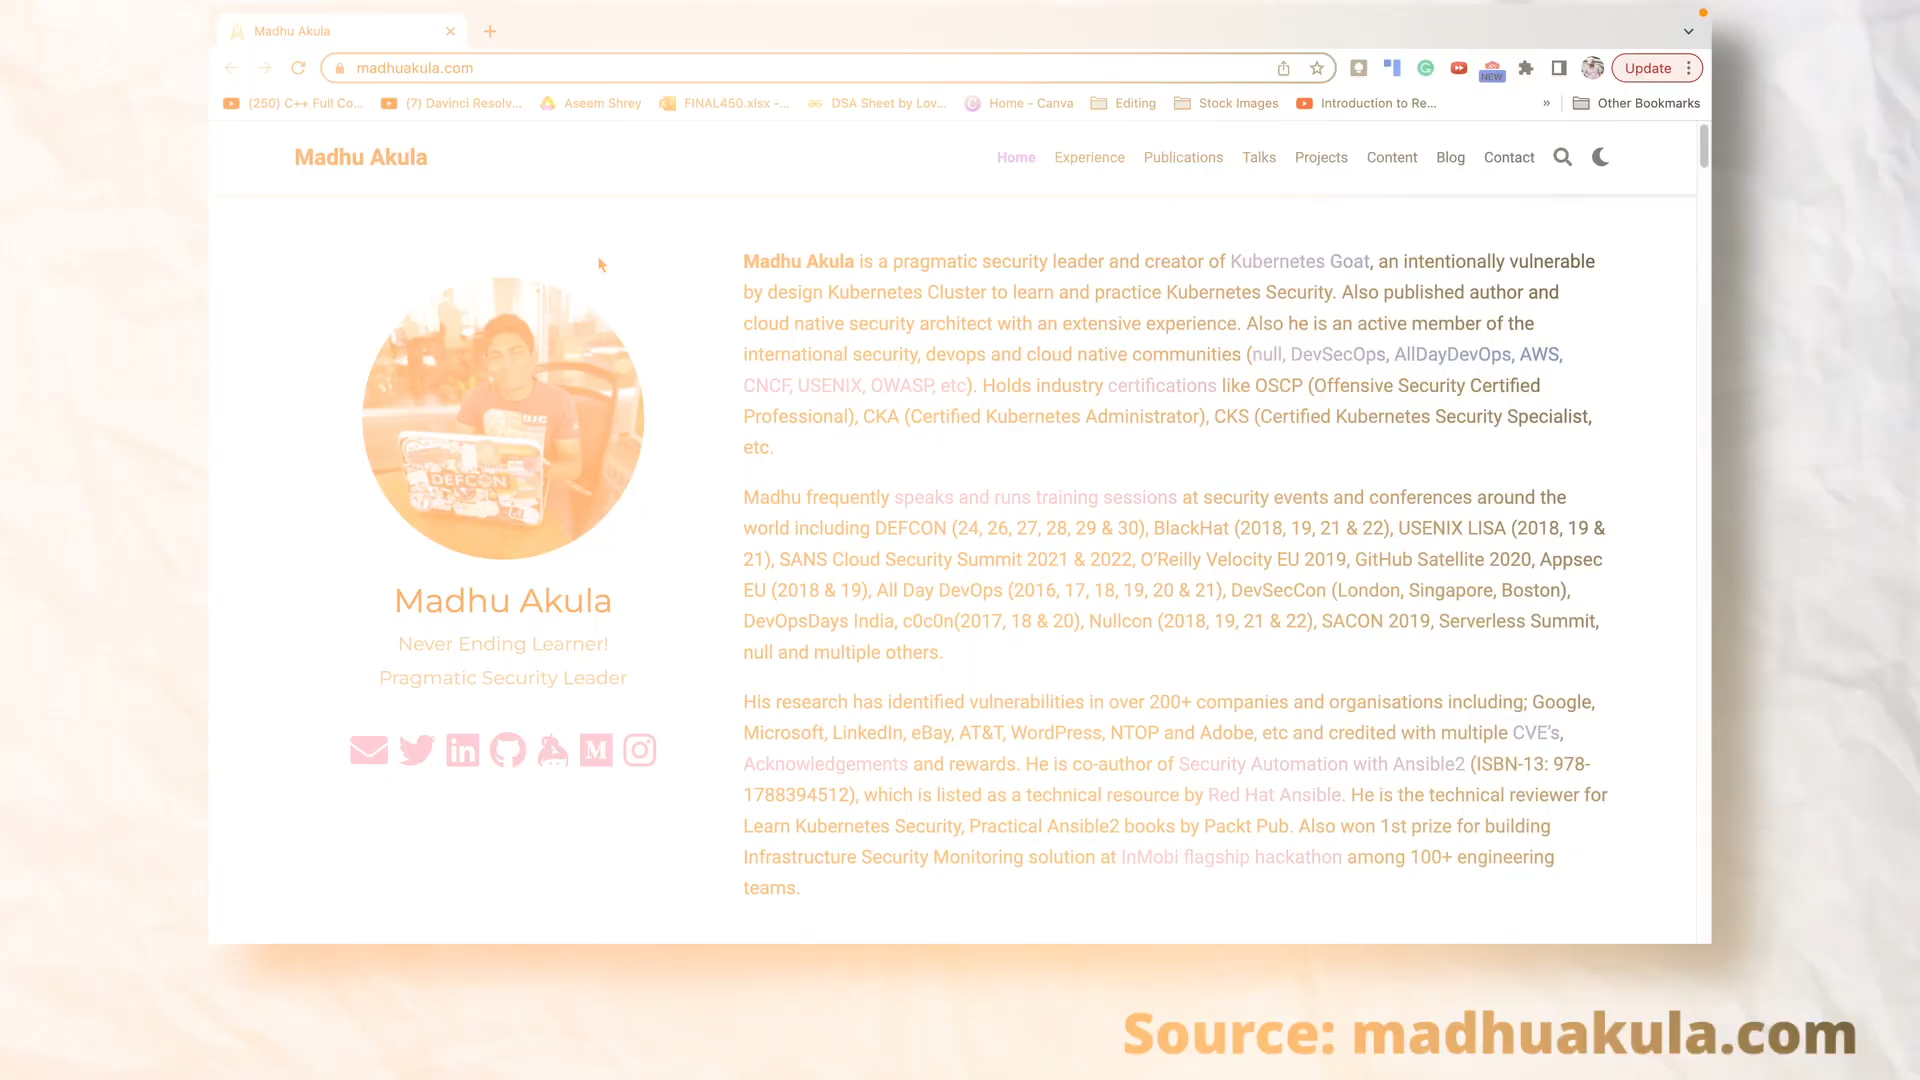 Madhu Akula
madhuakula.com
Update
NEW
(250) C++ Full Co...
(7) Davinci Resolv...
Aseem Shrey
FINAL450.xlsx -...
DSA Sheet by Lov...
Home - Canva
Editing
Stock Images
Introduction to Re...
»
Other Bookmarks
Madhu Akula
Home
Experience
Publications
Talks
Projects
Content
Blog
Contact
DEFCON
Madhu Akula
Never Ending Learner!
Pragmatic Security Leader
Madhu Akula is a pragmatic security leader and creator of Kubernetes Goat, an intentionally vulnerable
by design Kubernetes Cluster to learn and practice Kubernetes Security. Also published author and
cloud native security architect with an extensive experience. Also he is an active member of the
international security, devops and cloud native communities (null, DevSecOps, AllDayDevOps, AWS,
CNCF, USENIX, OWASP, etc). Holds industry certifications like OSCP (Offensive Security Certified
Professional), CKA (Certified Kubernetes Administrator), CKS (Certified Kubernetes Security Specialist,
etc.
Madhu frequently speaks and runs training sessions at security events and conferences around the
world including DEFCON (24, 26, 27, 28, 29 & 30), BlackHat (2018, 19, 21 & 22), USENIX LISA (2018, 19 &
21), SANS Cloud Security Summit 2021 & 2022, O’Reilly Velocity EU 2019, GitHub Satellite 2020, Appsec
EU (2018 & 19), All Day DevOps (2016, 17, 18, 19, 20 & 21), DevSecCon (London, Singapore, Boston),
DevOpsDays India, c0c0n(2017, 18 & 20), Nullcon (2018, 19, 21 & 22), SACON 2019, Serverless Summit,
null and multiple others.
His research has identified vulnerabilities in over 200+ companies and organisations including; Google,
Microsoft, LinkedIn, eBay, AT&T, WordPress, NTOP and Adobe, etc and credited with multiple CVE’s,
Acknowledgements and rewards. He is co-author of Security Automation with Ansible2 (ISBN-13: 978-
1788394512), which is listed as a technical resource by Red Hat Ansible. He is the technical reviewer for
Learn Kubernetes Security, Practical Ansible2 books by Packt Pub. Also won 1st prize for building
Infrastructure Security Monitoring solution at InMobi flagship hackathon among 100+ engineering
teams.
Source: madhuakula.com